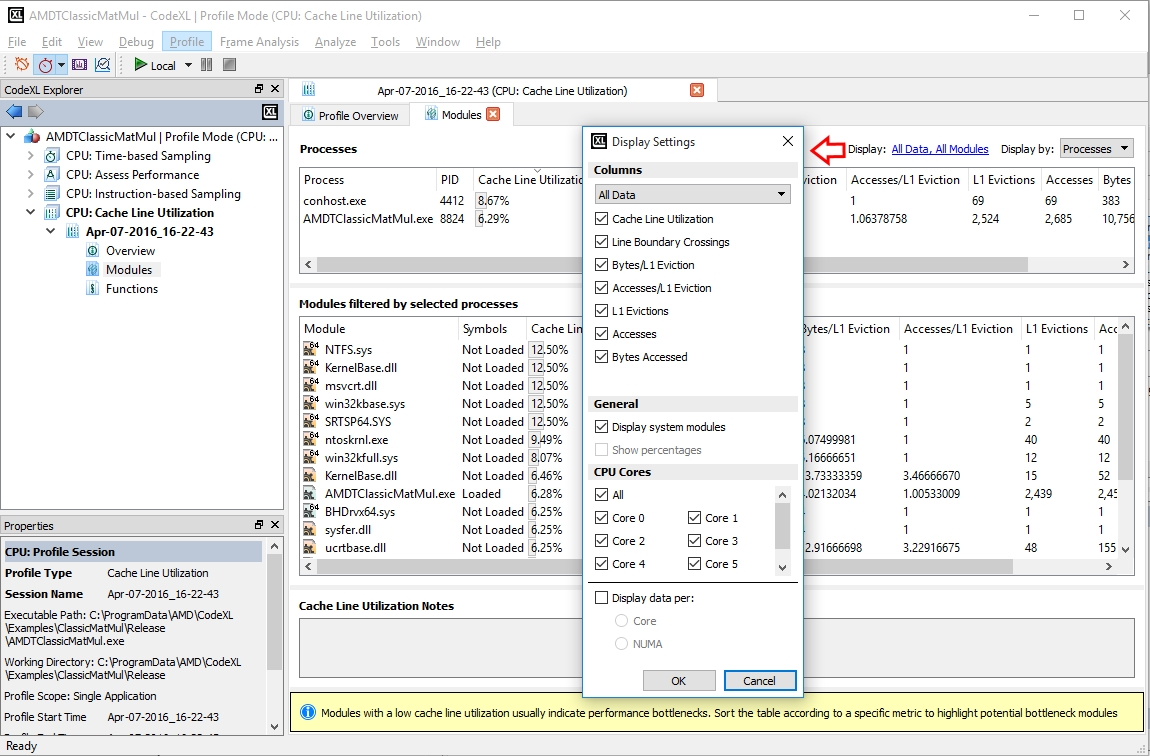 AMDTClassicMatMul - CodeXL | Profile Mode (CPU: Cache Line Utilization)
File Edit View Debug Profile Frame Analysis Analyze Tools Window Help
Local
CodeXL Explorer
XL
AMDTClassicMatMul | Profile Mode (CPU: ...
CPU: Time-based Sampling
CPU: Assess Performance
CPU: Instruction-based Sampling
CPU: Cache Line Utilization
Apr-07-2016_16-22-43
Overview
Modules
Functions
Properties
CPU: Profile Session
Profile Type Cache Line Utilization
Session Name Apr-07-2016_16-22-43
Executable Path: C:\ProgramData\AMD\CodeXL
\Examples\ClassicMatMul\Release
\AMDTClassicMatMul.exe
Working Directory: C:\ProgramData\AMD\CodeXL
\Examples\ClassicMatMul\Release
Profile Scope: Single Application
Profile Start Time Apr-07-2016_16-22-43
Apr-07-2016_16-22-43 (CPU: Cache Line Utilization)
Profile Overview Modules
Processes
Display: All Data, All Modules Display by: Processes
Process PID Cache Line Utilizatio viction Accesses/L1 Eviction L1 Evictions Accesses Bytes
conhost.exe 4412 8.67% 1 69 69 383
AMDTClassicMatMul.exe 8824 6.29% 1.06378758 2,524 2,685 10,756
Modules filtered by selected processes
Module Symbols Cache Lin Bytes/L1 Eviction Accesses/L1 Eviction L1 Evictions Acc
NTFS.sys Not Loaded 12.50% 1 1 1
KernelBase.dll Not Loaded 12.50% 1 1 1
msvcrt.dll Not Loaded 12.50% 1 1 1
win32kbase.sys Not Loaded 12.50% 1 5 5
SRTSP64.SYS Not Loaded 12.50% 1 2 2
ntoskrnl.exe Not Loaded 9.49% .07499981 1 40 40
win32kfull.sys Not Loaded 8.07% .16666651 1 12 12
KernelBase.dll Not Loaded 6.46% .73333359 3.46666670 15 52
AMDTClassicMatMul.exe Loaded 6.28% .02132034 1.00533009 2,439 2,45
BHDrvx64.sys Not Loaded 6.25% 1 1 1
sysfer.dll Not Loaded 6.25% 1 1 1
ucrtbase.dll Not Loaded 6.25% .91666698 3.22916675 48 155
Cache Line Utilization Notes
Modules with a low cache line utilization usually indicate performance bottlenecks. Sort the table according to a specific metric to highlight potential bottleneck modules
Display Settings
Columns
All Data
Cache Line Utilization
Line Boundary Crossings
Bytes/L1 Eviction
Accesses/L1 Eviction
L1 Evictions
Accesses
Bytes Accessed
General
Display system modules
Show percentages
CPU Cores
All
Core 0 Core 1
Core 2 Core 3
Core 4 Core 5
Display data per:
Core
NUMA
OK Cancel
Ready